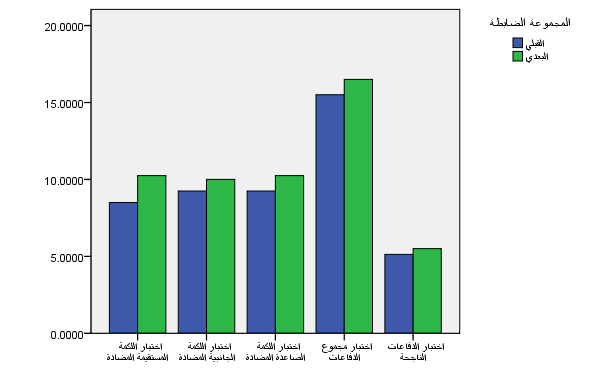 المجموعة الضابطة
القبلي
البعدي
20.0000
15.0000
10.0000
5.0000
0.0000
اختبار اللكمة
المستقيمة المضادة
اختبار اللكمة
الجانبية المضادة
اختبار اللكمة
الصاعدة المضادة
اختبار مجموع
الدفاعات
اختبار الدفاعات
الناجحة